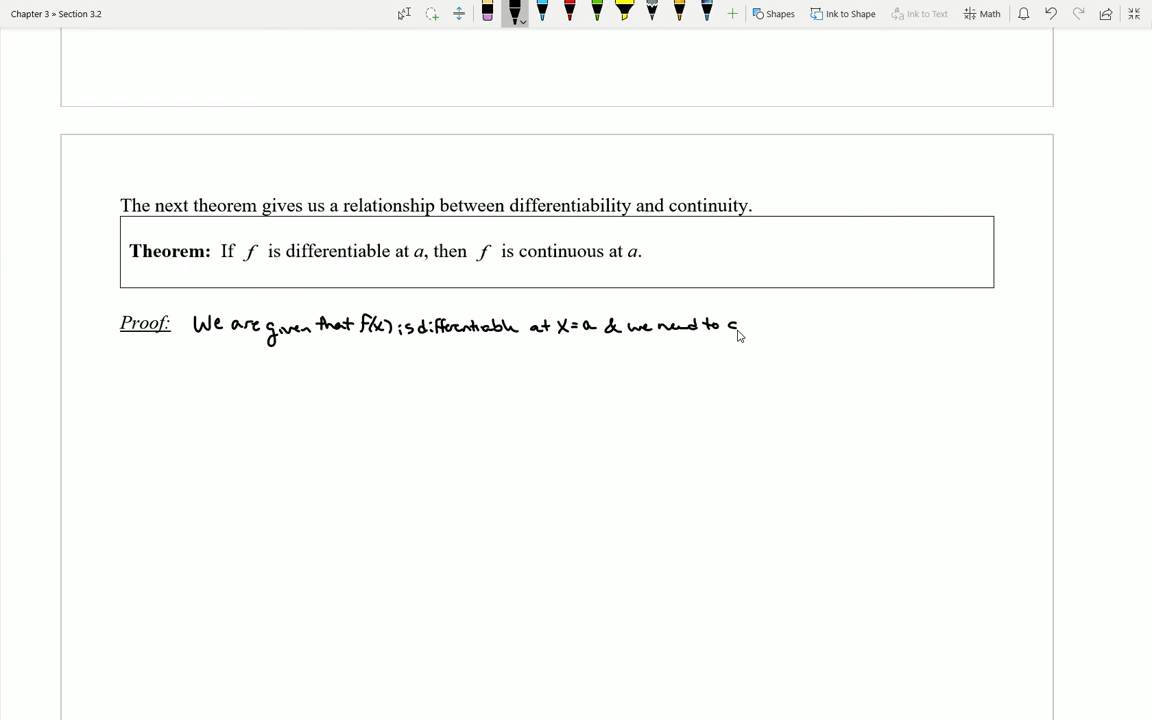 Chapter 3 » Section 3.2
Shapes Ink to Shape Ink to Text Math
The next theorem gives us a relationship between differentiability and continuity.
Theorem: If f is differentiable at a, then f is continuous at a.
Proof: We are given that f(x) is differentiable at x=a & we need to c